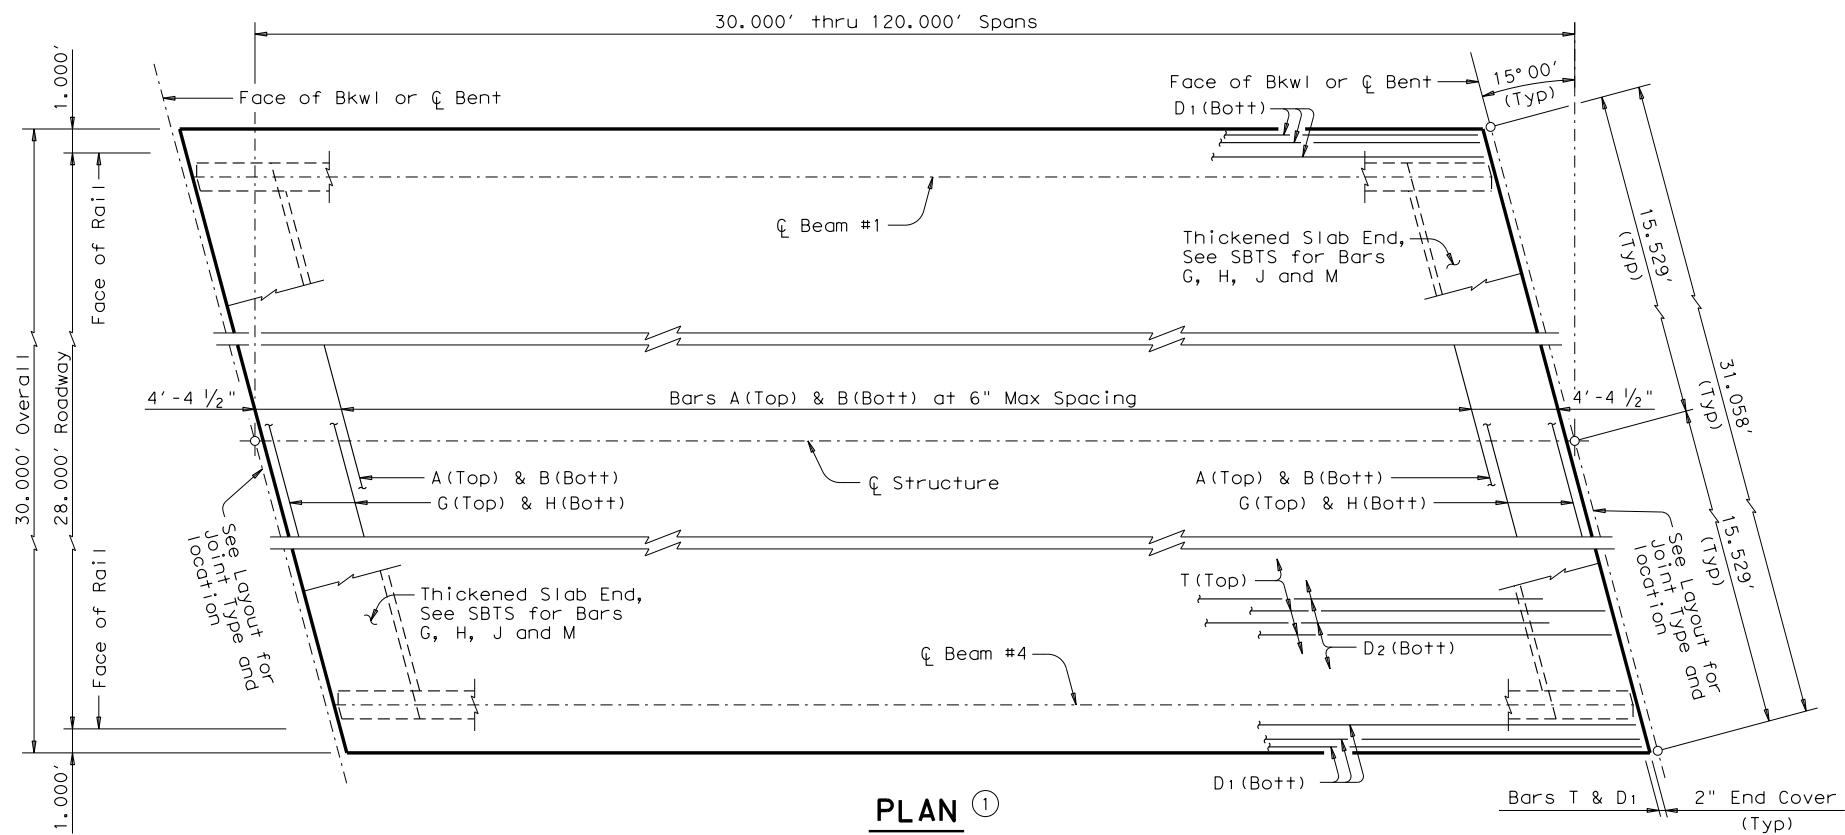 30.000' thru 120.000' Spans
1.000'
Face of Bkwl or ℄ Bent
Face of Bkwl or ℄ Bent
15°00'
(Typ)
D1(Bott)
Face of Rail
℄ Beam #1
Thickened Slab End,
See SBTS for Bars
G, H, J and M
15.529'
(Typ)
30.000' Overall
28.000' Roadway
31.058'
(Typ)
4'-4 1/2"
Bars A(Top) & B(Bott) at 6" Max Spacing
4'-4 1/2"
A(Top) & B(Bott)
G(Top) & H(Bott)
℄ Structure
A(Top) & B(Bott)
G(Top) & H(Bott)
See Layout for
Joint Type and
location
See Layout for
Joint Type and
location
15.529'
(Typ)
Face of Rail
Thickened Slab End,
See SBTS for Bars
G, H, J and M
T(Top)
D2(Bott)
℄ Beam #4
D1(Bott)
1.000'
PLAN 1
Bars T & D1
2" End Cover
(Typ)